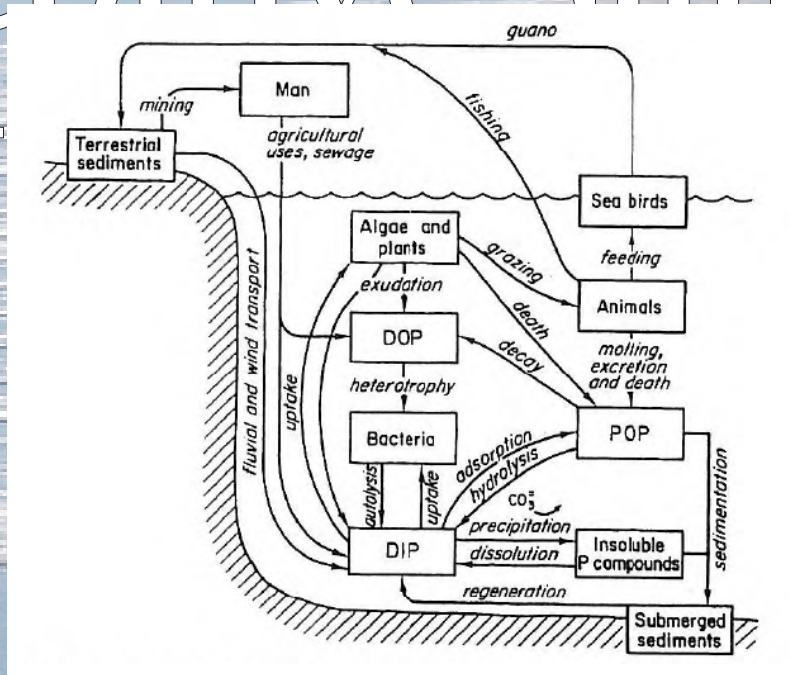 guano
mining
Man
fishing
Terrestrial
sediments
agricultural
uses, sewage
Sea birds
Algae and
plants
grazing
feeding
exudation
Animals
fluvial and wind transport
uptake
death
DOP
decay
molting,
excretion
and death
heterotrophy
Bacteria
POP
adsorption
hydrolysis
autolysis
uptake
CO₃⁼
sedimentation
precipitation
DIP
dissolution
Insoluble
P compounds
regeneration
Submerged
sediments